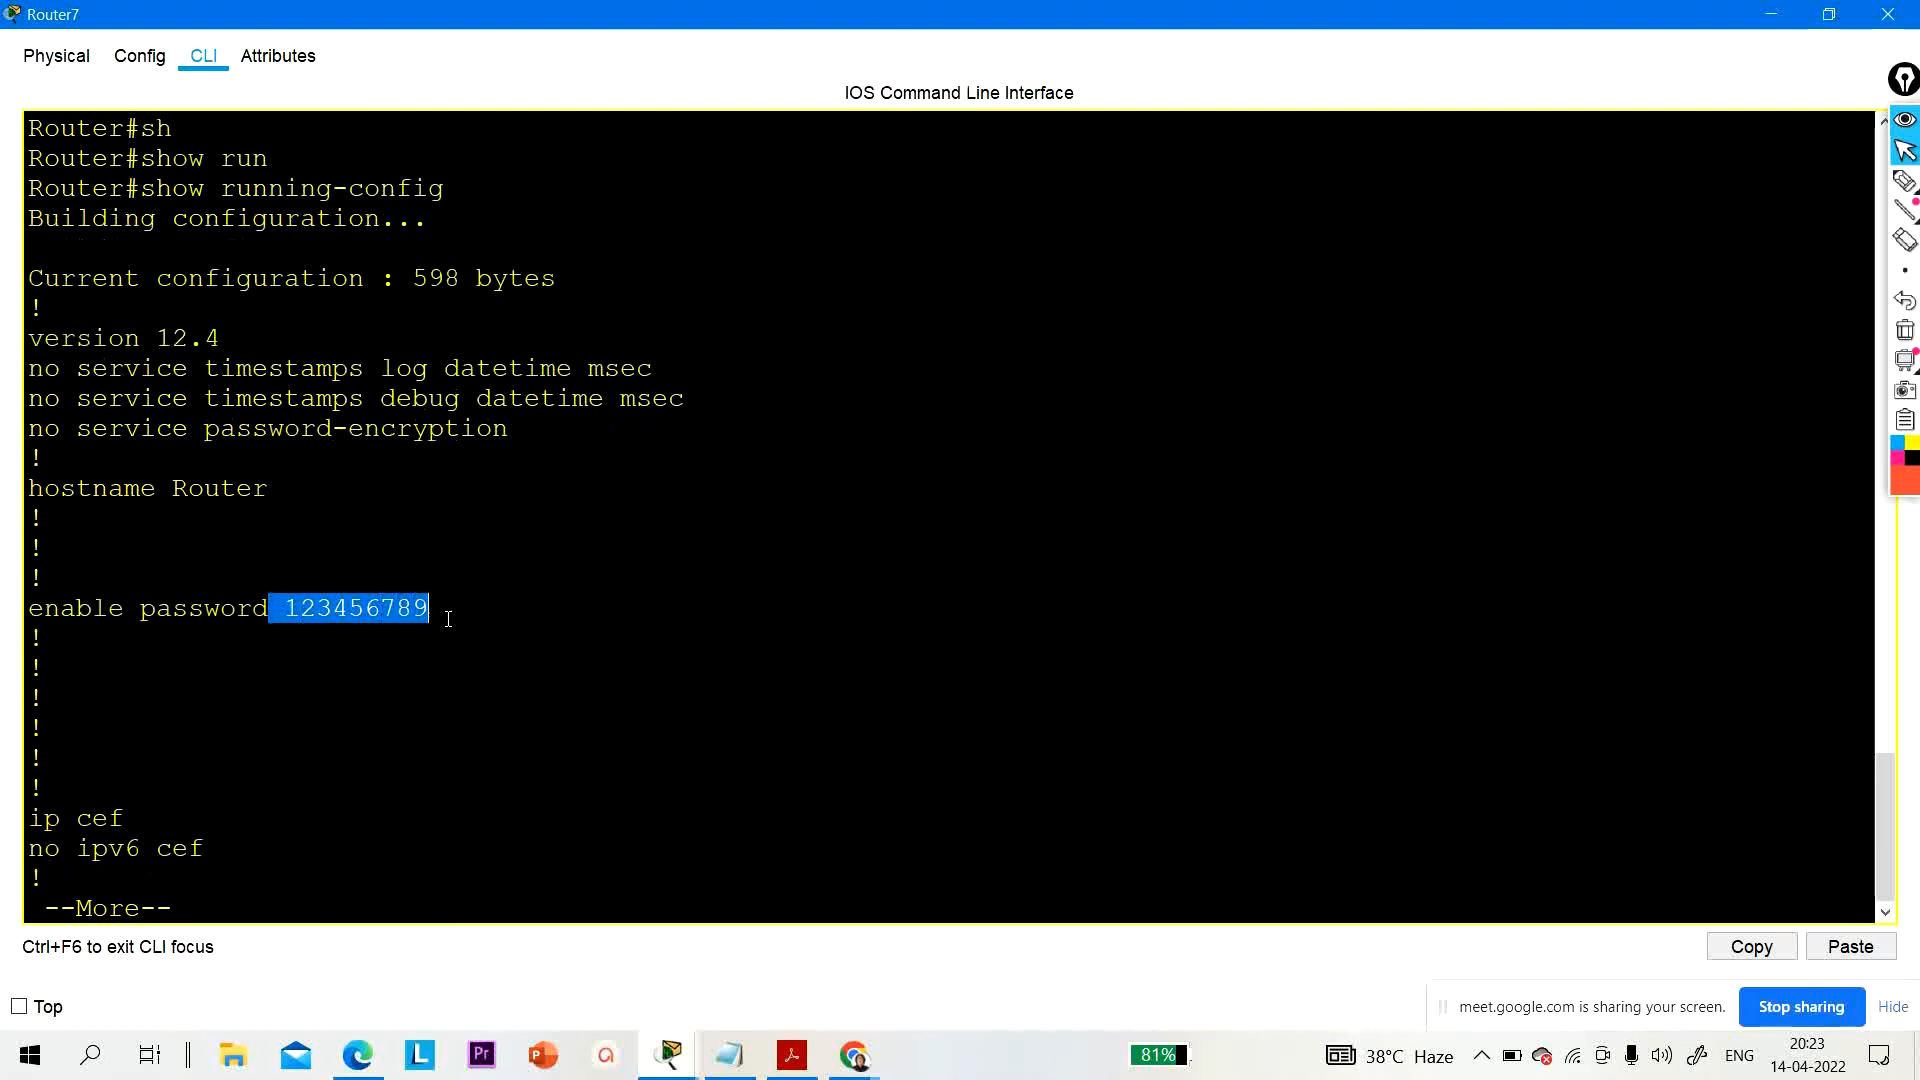 Router7
Physical Config CLI Attributes
IOS Command Line Interface
Router#sh
Router#show run
Router#show running-config
Building configuration...
Current configuration : 598 bytes
!
version 12.4
no service timestamps log datetime msec
no service timestamps debug datetime msec
no service password-encryption
!
hostname Router
!
!
!
enable password 123456789
!
!
!
!
!
!
ip cef
no ipv6 cef
!
--More--
Ctrl+F6 to exit CLI focus
Copy Paste
Top
meet.google.com is sharing your screen. Stop sharing Hide
L Pr P a 81% 38°C Haze ENG 20:23
14-04-2022